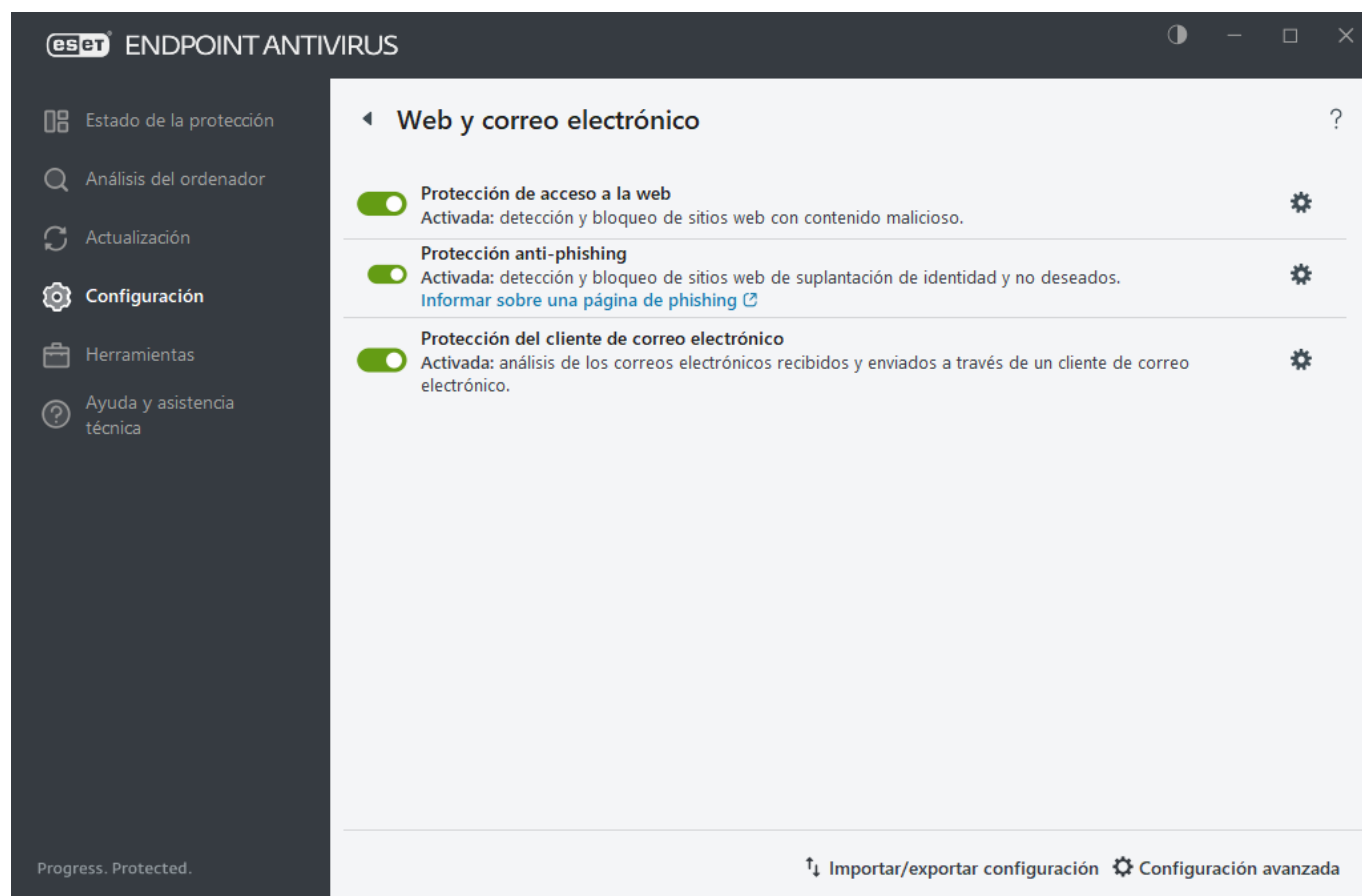 eset ENDPOINT ANTIVIRUS
Estado de la protección
Análisis del ordenador
Actualización
Configuración
Herramientas
Ayuda y asistencia
técnica
Progress. Protected.
Web y correo electrónico
?
Protección de acceso a la web
Activada: detección y bloqueo de sitios web con contenido malicioso.
Protección anti-phishing
Activada: detección y bloqueo de sitios web de suplantación de identidad y no deseados.
Informar sobre una página de phishing
Protección del cliente de correo electrónico
Activada: análisis de los correos electrónicos recibidos y enviados a través de un cliente de correo
electrónico.
Importar/exportar configuración Configuración avanzada